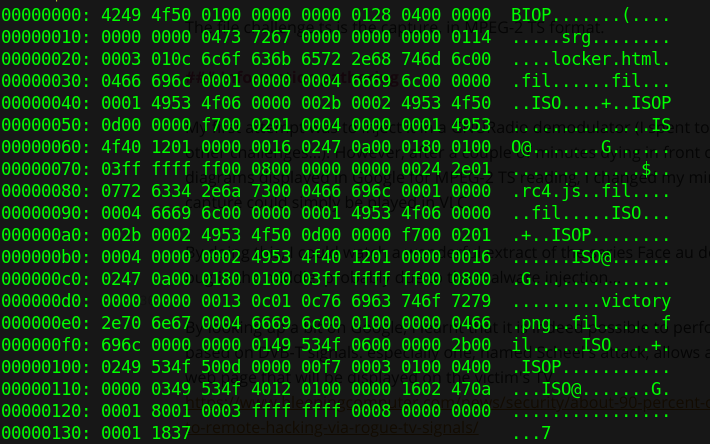 00000000: 4249 4f50 0100 0000 0000 0128 0400 0000  BIOP.......(....
00000010: 0000 0000 0473 7267 0000 0000 0000 0114  .....srg........
00000020: 0003 010c 6c6f 636b 6572 2e68 746d 6c00  ....locker.html.
00000030: 0466 696c 0001 0000 0004 6669 6c00 0000  .fil......fil...
00000040: 0001 4953 4f06 0000 002b 0002 4953 4f50  ..ISO....+..ISOP
00000050: 0d00 0000 f700 0201 0004 0000 0001 4953  ..............IS
00000060: 4f40 1201 0000 0016 0247 0a00 0180 0100  O@.......G......
00000070: 03ff ffff ff00 0800 0000 0000 0924 2e01  .............$..
00000080: 0772 6334 2e6a 7300 0466 696c 0001 0000  .rc4.js..fil....
00000090: 0004 6669 6c00 0000 0001 4953 4f06 0000  ..fil.....ISO...
000000a0: 002b 0002 4953 4f50 0d00 0000 f700 0201  .+..ISOP........
000000b0: 0004 0000 0002 4953 4f40 1201 0000 0016  ......ISO@......
000000c0: 0247 0a00 0180 0100 03ff ffff ff00 0800  .G..............
000000d0: 0000 0000 0013 0c01 0c76 6963 746f 7279  .........victory
000000e0: 2e70 6e67 0004 6669 6c00 0100 0000 0466  .png..fil......f
000000f0: 696c 0000 0000 0149 534f 0600 0000 2b00  il.....ISO....+.
00000100: 0249 534f 500d 0000 00f7 0003 0100 0400  .ISOP...........
00000110: 0000 0349 534f 4012 0100 0000 1602 470a  ...ISO@.......G.
00000120: 0001 8001 0003 ffff ffff 0008 0000 0000  ................
00000130: 0001 1837  ...7